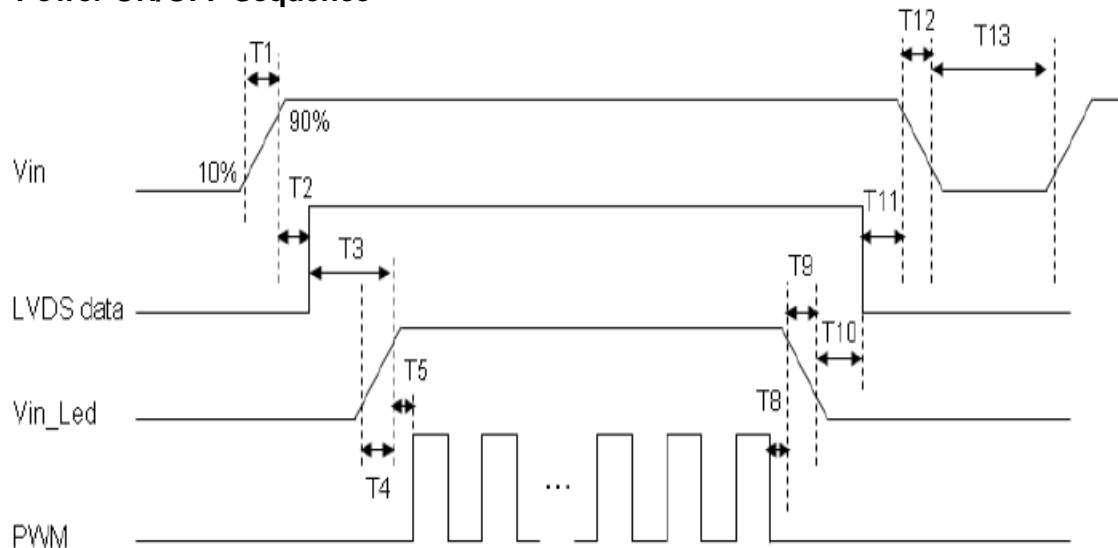 T12
T13
T1
90%
Vin
10%
T2
T11
T3
T9
LVDS data
T10
T5
Vin_Led
T8
T4
...
PWM